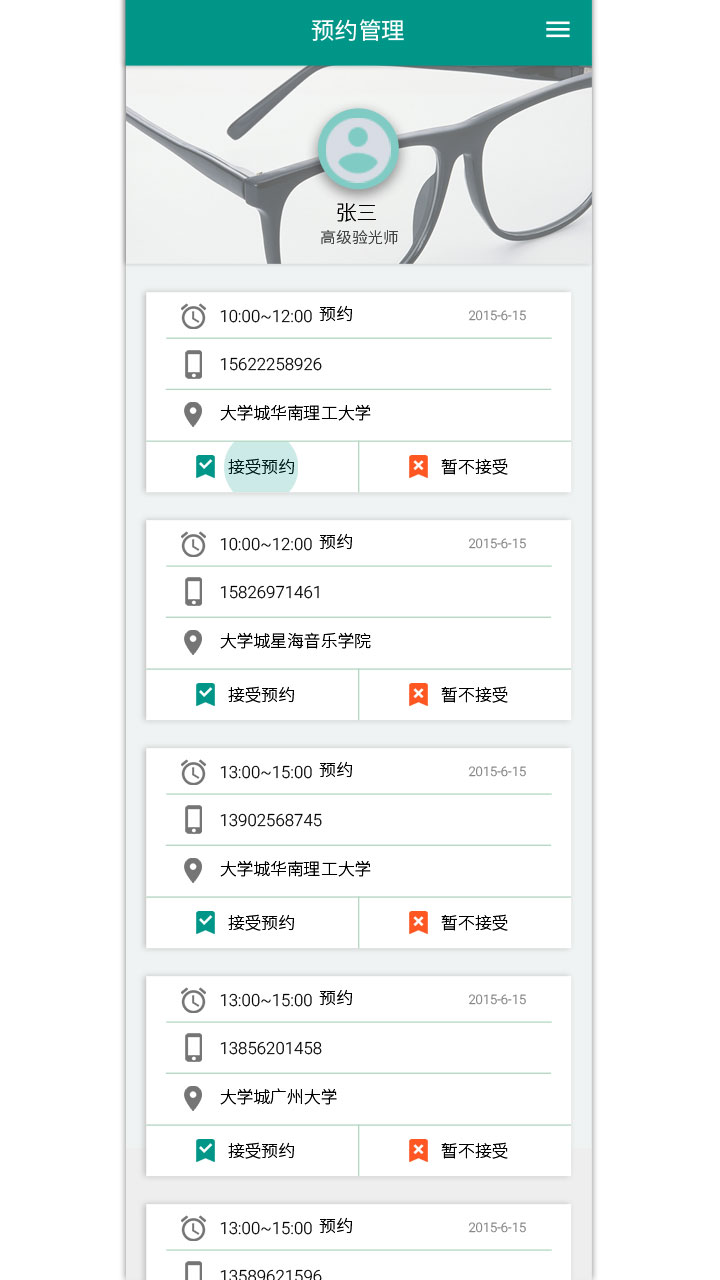 预约管理
张三
高级验光师
10:00~12:00 预约 2015-6-15
15622258926
大学城华南理工大学
接受预约 暂不接受
10:00~12:00 预约 2015-6-15
15826971461
大学城星海音乐学院
接受预约 暂不接受
13:00~15:00 预约 2015-6-15
13902568745
大学城华南理工大学
接受预约 暂不接受
13:00~15:00 预约 2015-6-15
13856201458
大学城广州大学
接受预约 暂不接受
13:00~15:00 预约 2015-6-15
13589621596